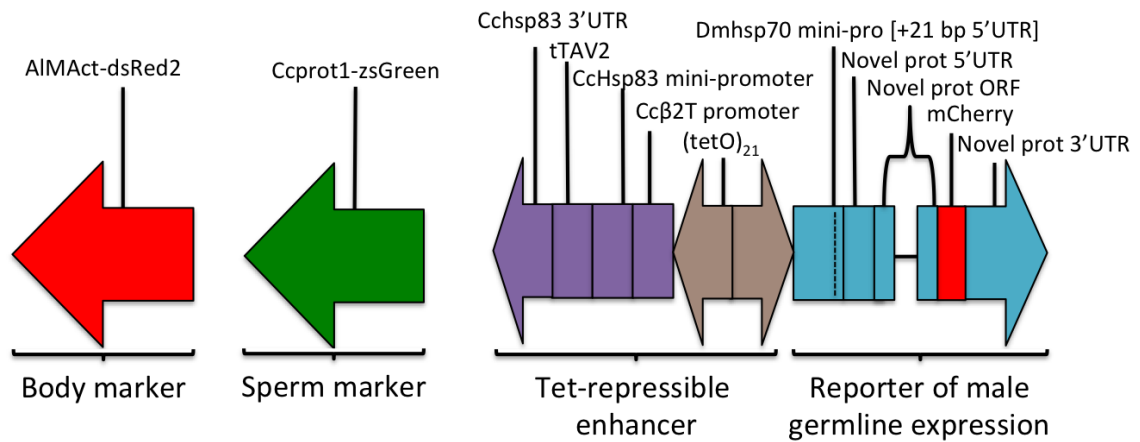 Cchsp83 3’UTR
tTAV2
CcHsp83 mini-promoter
Ccβ2T promoter
(tetO)21
Dmhsp70 mini-pro [+21 bp 5’UTR]
Novel prot 5’UTR
Novel prot ORF
mCherry
Novel prot 3’UTR
AlMAct-dsRed2
Ccprot1-zsGreen
Body marker
Sperm marker
Tet-repressible
enhancer
Reporter of male
germline expression